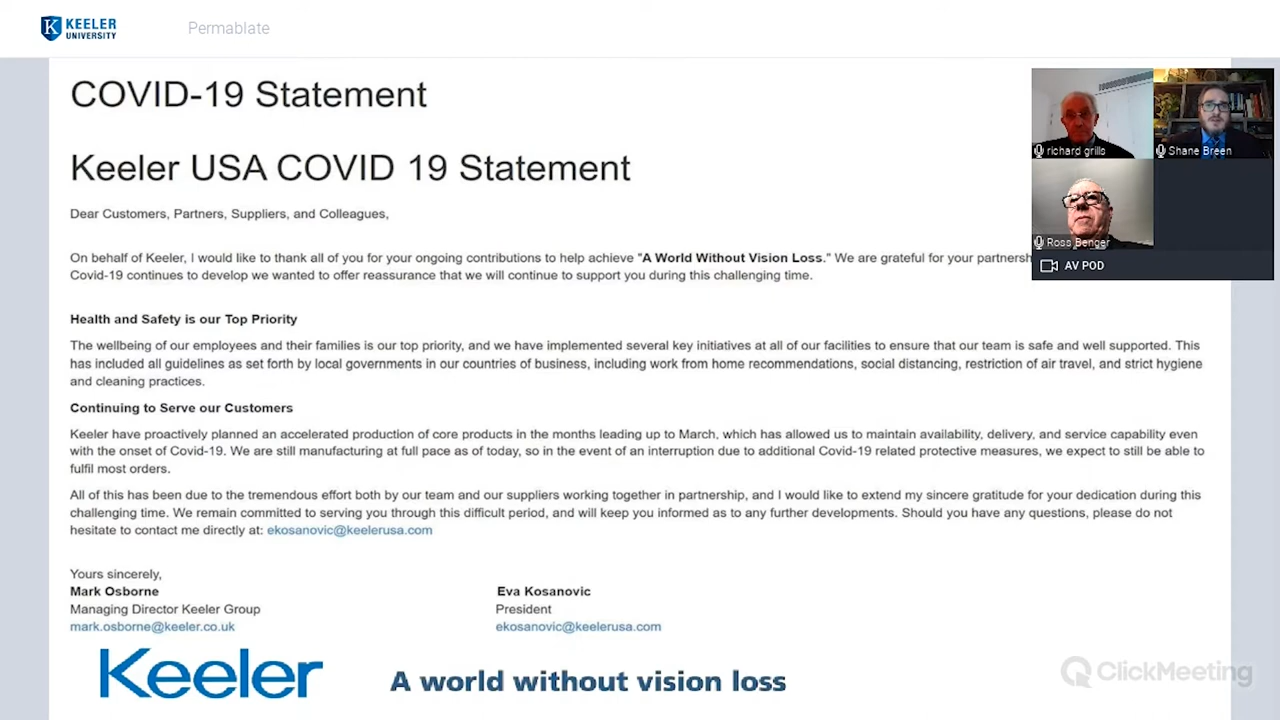 KEELER
UNIVERSITY
Permablate
COVID-19 Statement
Keeler USA COVID 19 Statement
Dear Customers, Partners, Suppliers, and Colleagues,
On behalf of Keeler, I would like to thank all of you for your ongoing contributions to help achieve "A World Without Vision Loss." We are grateful for your
Covid-19 continues to develop we wanted to offer reassurance that we will continue to support you during this challenging time.
Health and Safety is our Top Priority
The wellbeing of our employees and their families is our top priority, and we have implemented several key initiatives at all of our facilities to ensure that our team is safe and well supported. This
has included all guidelines as set forth by local governments in our countries of business, including work from home recommendations, social distancing, restriction of air travel, and strict hygiene
and cleaning practices.
Continuing to Serve our Customers
Keeler have proactively planned an accelerated production of core products in the months leading up to March, which has allowed us to maintain availability, delivery, and service capability even
with the onset of Covid-19. We are still manufacturing at full pace as of today, so in the event of an interruption due to additional Covid-19 related protective measures, we expect to still be able to
fulfil most orders.
All of this has been due to the tremendous effort both by our team and our suppliers working together in partnership, and I would like to extend my sincere gratitude for your dedication during this
challenging time. We remain committed to serving you through this difficult period, and will keep you informed as to any further developments. Should you have any questions, please do not
hesitate to contact me directly at: ekosanovic@keelerusa.com
Yours sincerely,
Mark Osborne
Managing Director Keeler Group
mark.osborne@keeler.co.uk
Eva Kosanovic
President
ekosanovic@keelerusa.com
Keeler
A world without vision loss
richard grills
Shane Breen
Ross Benger
AV POD
ClickMeeting